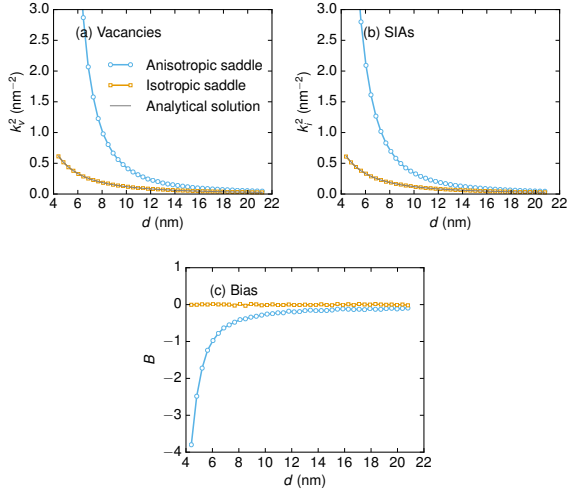 (a) Vacancies
Anisotropic saddle
Isotropic saddle
Analytical solution
3.0
2.5
2.0
1.5
1.0
0.5
0.0
k_v^2 (nm⁻²)
4 6 8 10 12 14 16 18 20 22
d (nm)
(b) SIAs
3.0
2.5
2.0
1.5
1.0
0.5
0.0
k_i^2 (nm⁻²)
4 6 8 10 12 14 16 18 20 22
d (nm)
(c) Bias
1
0
−1
−2
−3
−4
B
4 6 8 10 12 14 16 18 20 22
d (nm)